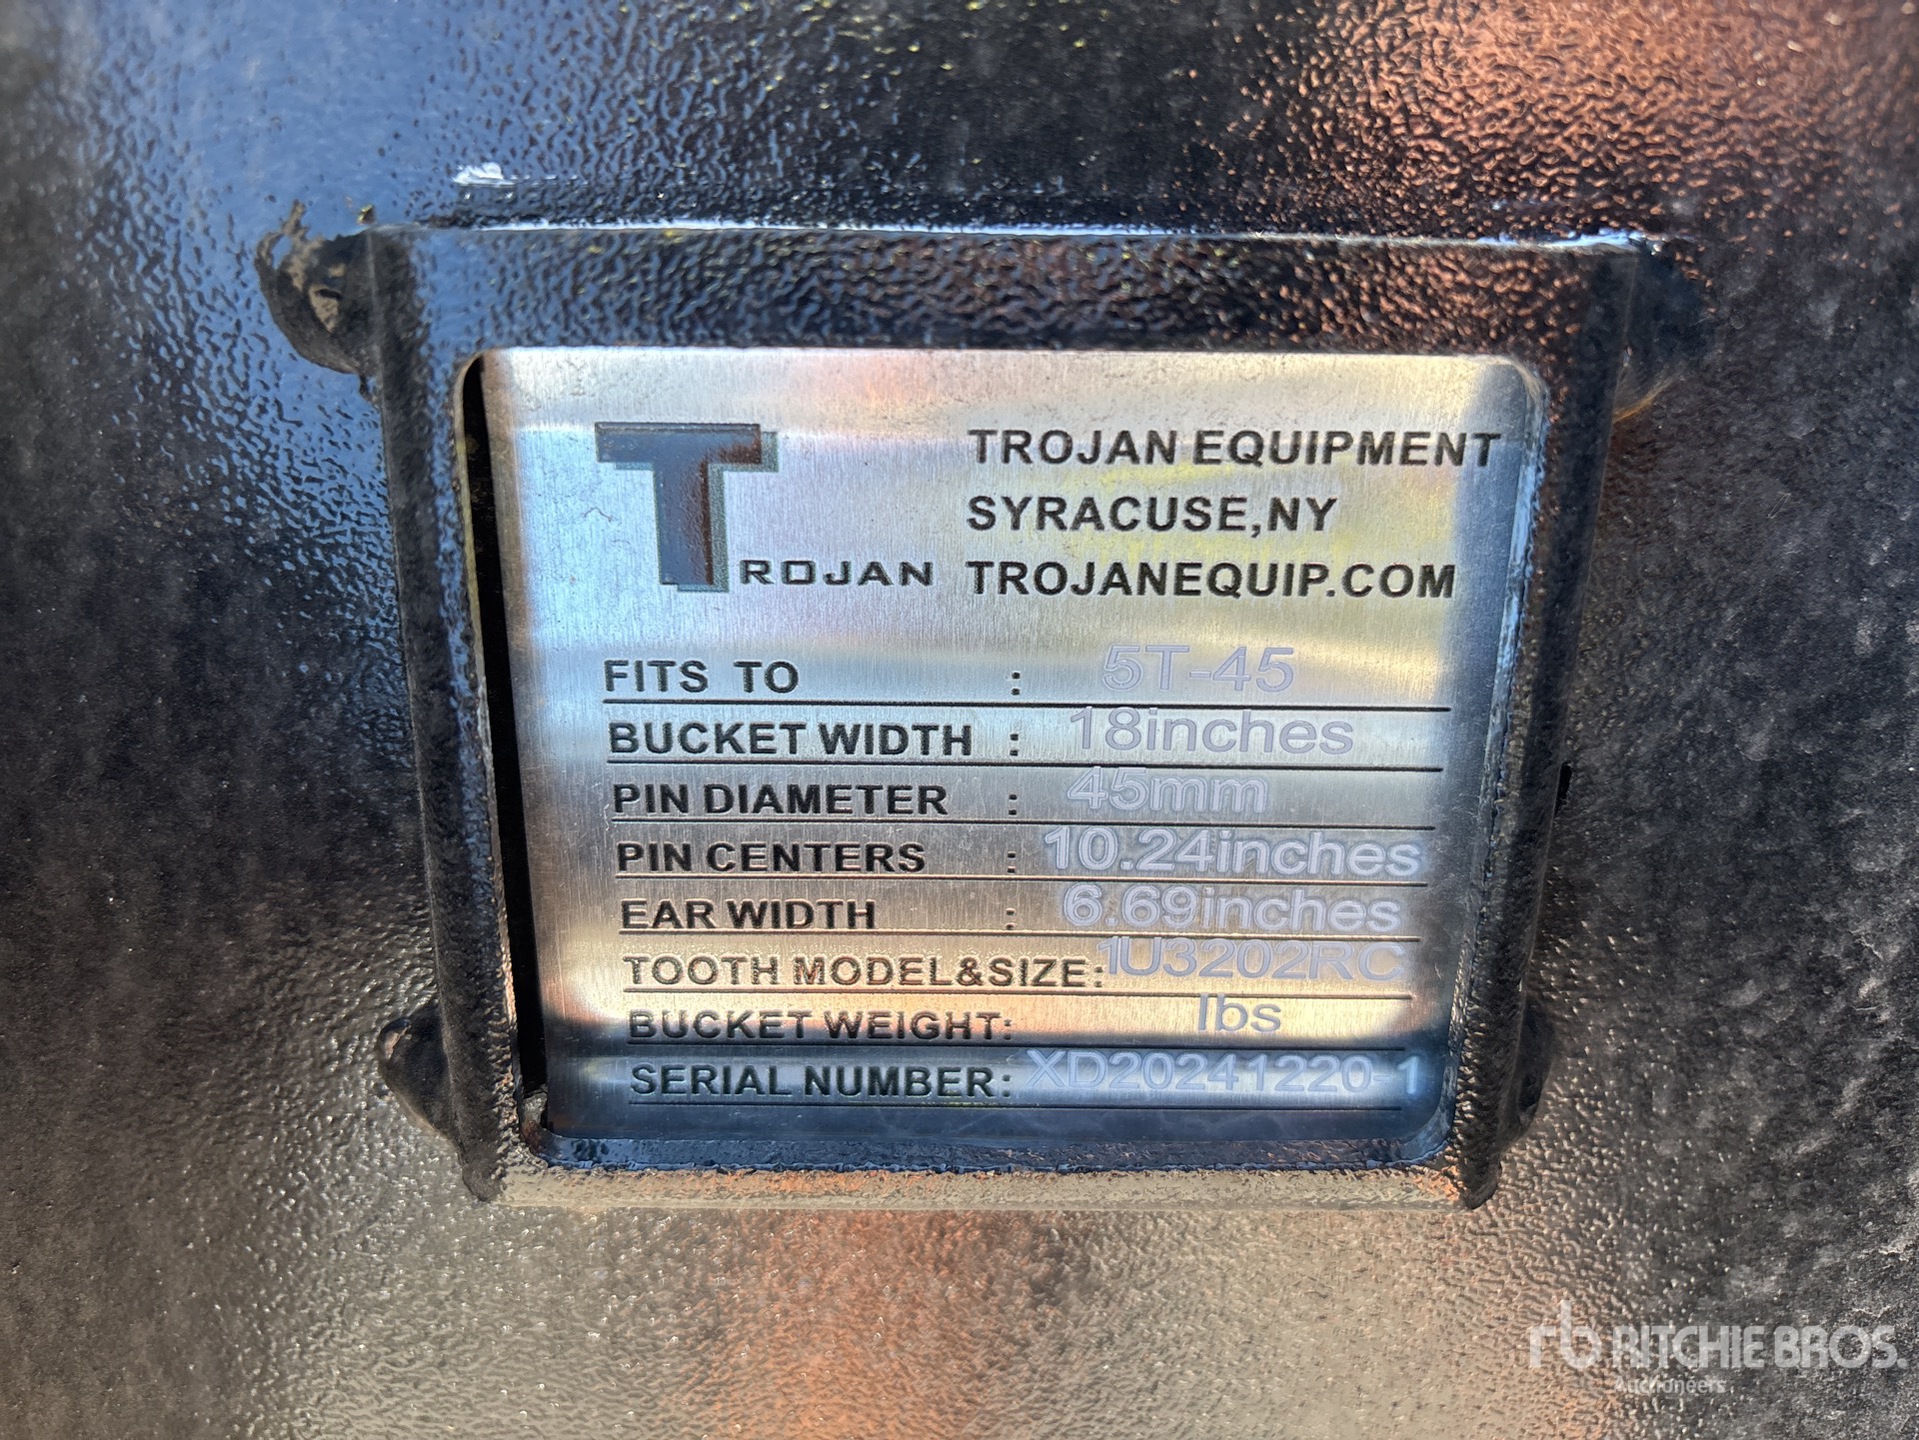 TROJAN
TROJAN EQUIPMENT
SYRACUSE,NY
TROJANEQUIP.COM
FITS TO : 5T-45
BUCKET WIDTH : 18inches
PIN DIAMETER : 45mm
PIN CENTERS : 10.24inches
EAR WIDTH : 6.69inches
TOOTH MODEL&SIZE: 1U3202RC
BUCKET WEIGHT: lbs
SERIAL NUMBER: XD20241220-1
rb RITCHIE BROS.
Auctioneers